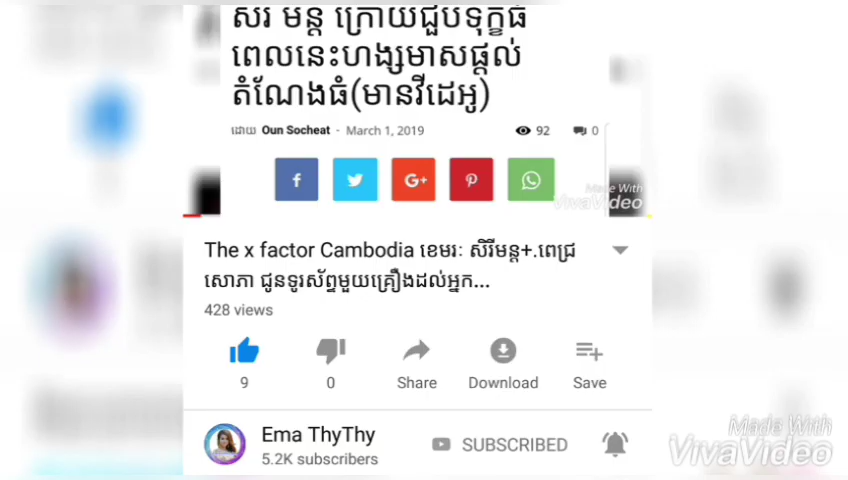 សិរី មន្ត ក្រោយជួបទុក្ខធំ
ពេលនេះហង្សមាសផ្តល់
តំណែងធំ(មានវីដេអូ)
ដោយ Oun Socheat - March 1, 2019 92 0
Made With
VivaVideo
The x factor Cambodia ខេមរៈ សិរីមន្ត+.ពេជ្រ
សោភា ជូនទូរស័ព្ទមួយគ្រឿងដល់អ្នក...
428 views
9 0 Share Download Save
Ema ThyThy SUBSCRIBED
5.2K subscribers
Made With
VivaVideo